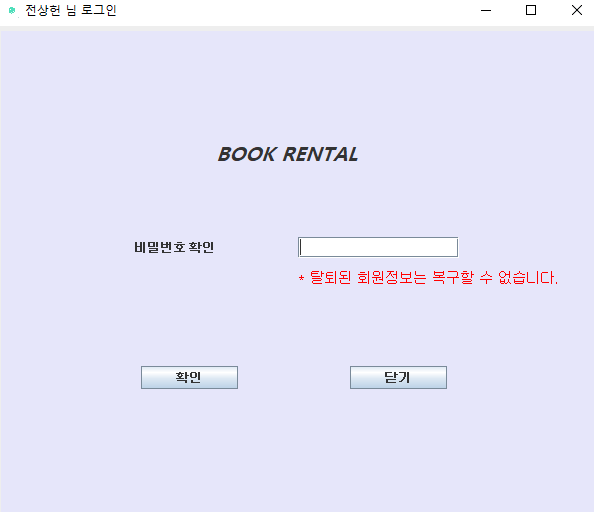 전상헌 님 로그인
BOOK RENTAL
비밀번호 확인
* 탈퇴된 회원정보는 복구할 수 없습니다.
확인
닫기